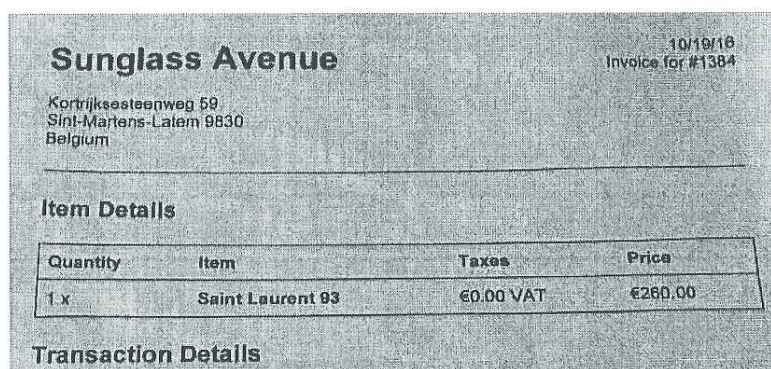 Sunglass Avenue
10/19/16
Invoice for #1384
Kortrijksesteenweg 59
Sint-Martens-Latem 9830
Belgium
Item Details
Quantity Item Taxes Price
1 x Saint Laurent 93 €0.00 VAT €260.00
Transaction Details